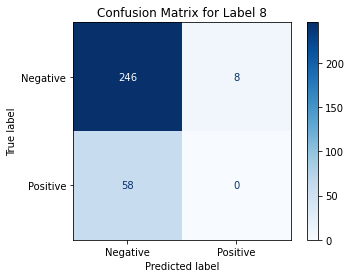 Confusion Matrix for Label 8
True label
Negative
Positive
246
8
58
0
Negative
Positive
Predicted label
200
150
100
50
0